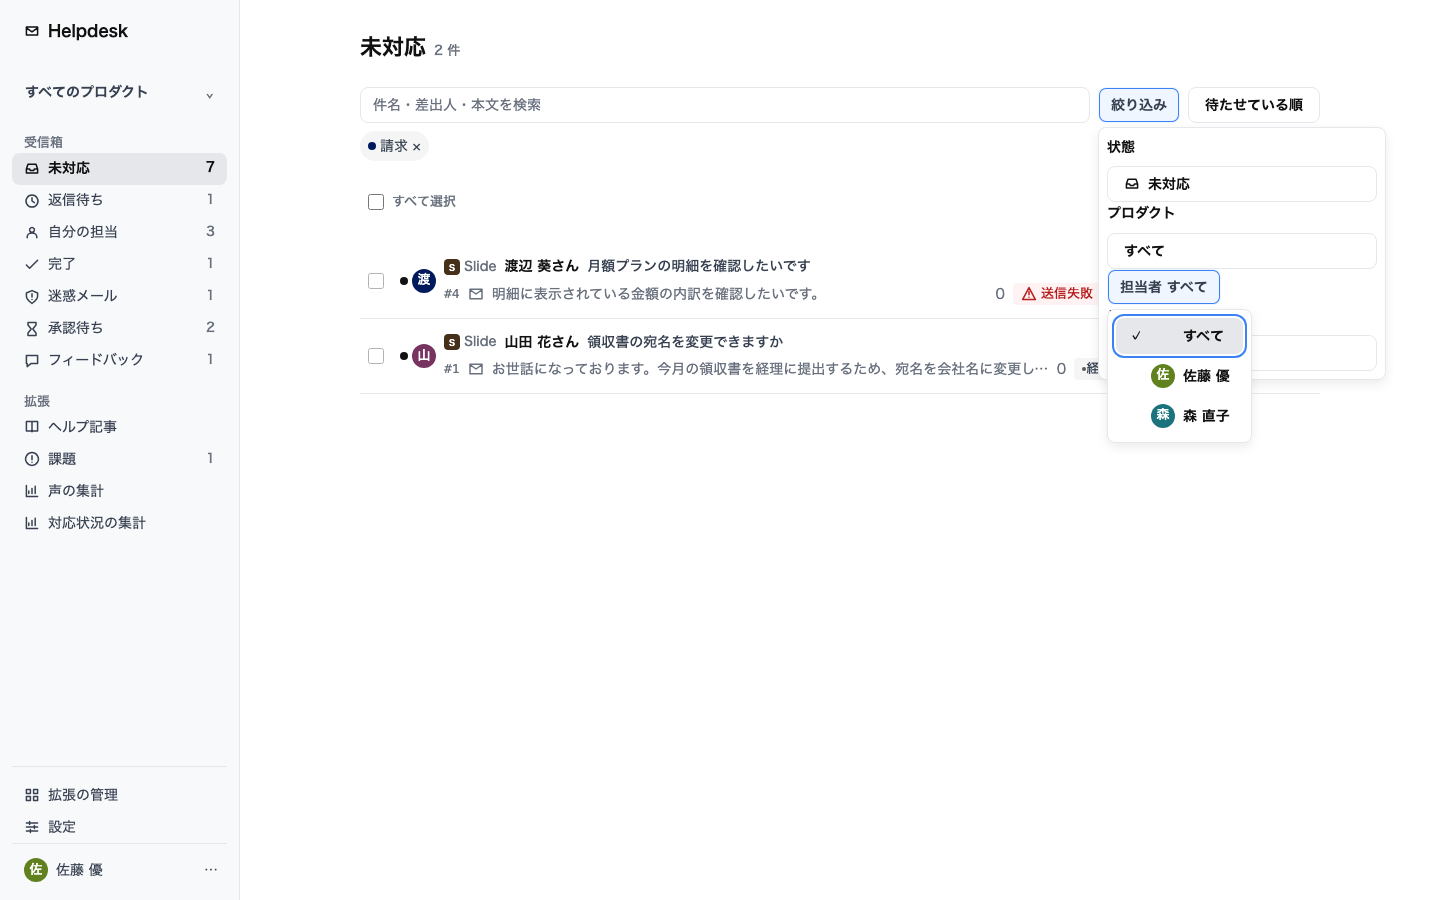 Helpdesk
すべてのプロダクト
受信箱
未対応 7
返信待ち 1
自分の担当 3
完了 1
迷惑メール 1
承認待ち 2
フィードバック 1
拡張
ヘルプ記事
課題 1
声の集計
対応状況の集計
拡張の管理
設定
佐 佐藤 優 …
未対応 2 件
件名・差出人・本文を検索
絞り込み
待たせている順
請求 ×
すべて選択
渡 S Slide 渡辺 葵さん 月額プランの明細を確認したいです
#4 明細に表示されている金額の内訳を確認したいです。 0 送信失敗
山 S Slide 山田 花さん 領収書の宛名を変更できますか
#1 お世話になっております。今月の領収書を経理に提出するため、宛名を会社名に変更し… 0 •経
状態
未対応
プロダクト
すべて
担当者 すべて
✓ すべて
佐 佐藤 優
森 森 直子